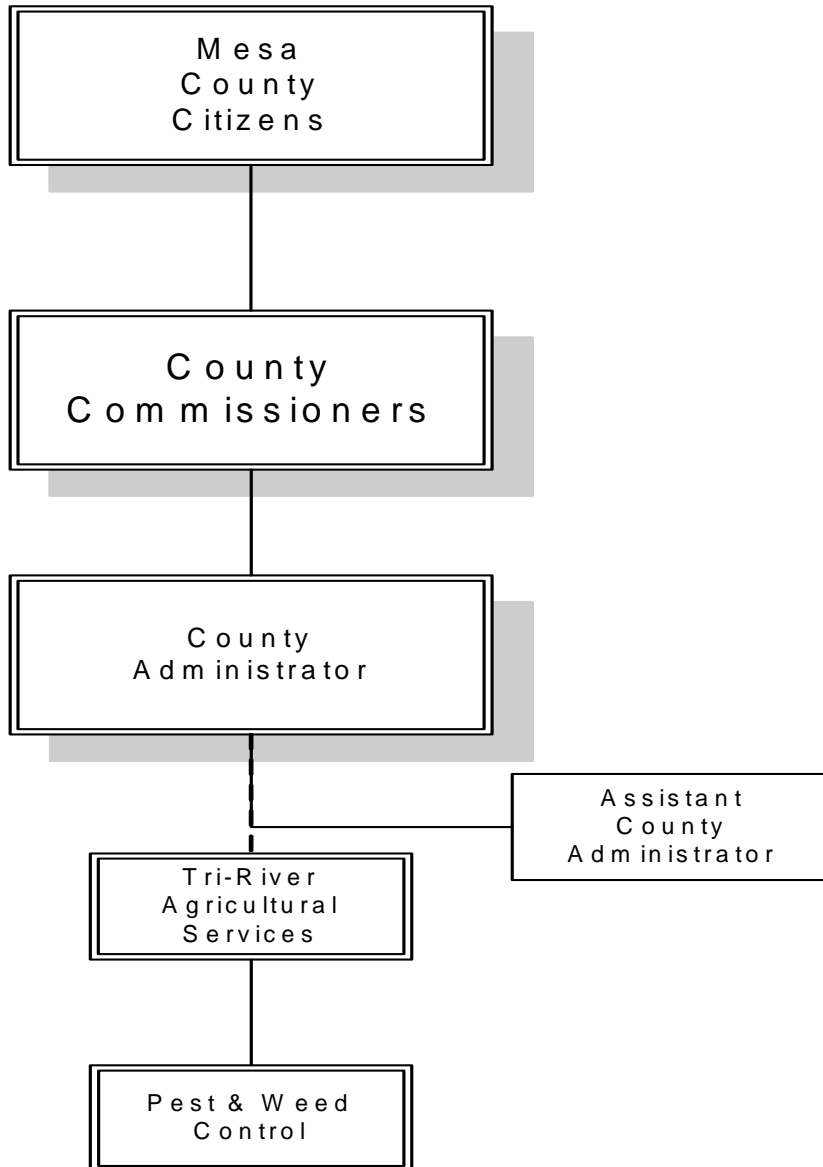 Mesa
County
Citizens
County
Commissioners
County
Administrator
Assistant
County
Administrator
Tri-River
Agricultural
Services
Pest & Weed
Control